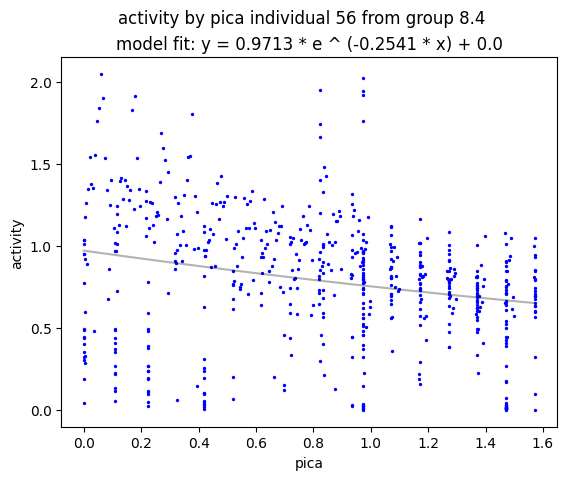 activity by pica individual 56 from group 8.4
model fit: y = 0.9713 * e ^ (-0.2541 * x) + 0.0
2.0
1.5
1.0
0.5
0.0
activity
0.0 0.2 0.4 0.6 0.8 1.0 1.2 1.4 1.6
pica